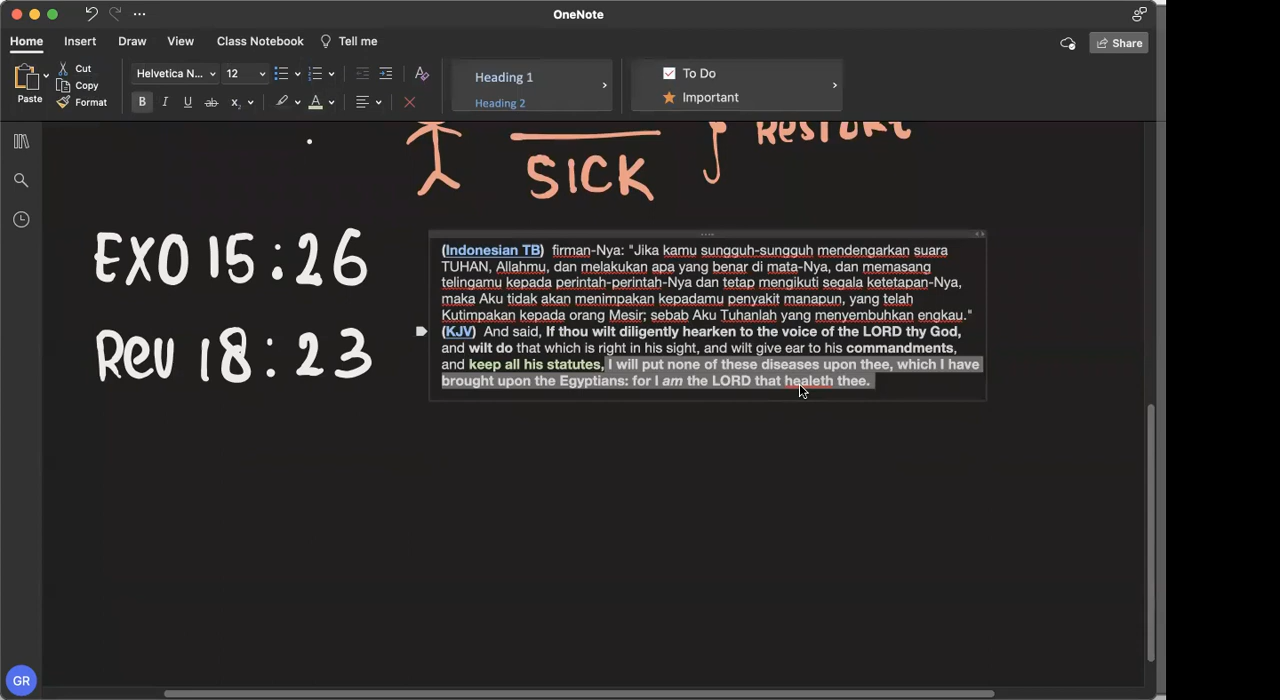 OneNote
Home Insert Draw View Class Notebook Tell me
Share
Paste
Cut
Copy
Format
Helvetica N... 12
B I U ab x A
Heading 1
Heading 2
To Do
Important
RESTORE
SICK
EXO 15:26
Rev 18:23
(Indonesian TB) firman-Nya: "Jika kamu sungguh-sungguh mendengarkan suara
TUHAN, Allahmu, dan melakukan apa yang benar di mata-Nya, dan memasang
telingamu kepada perintah-perintah-Nya dan tetap mengikuti segala ketetapan-Nya,
maka Aku tidak akan menimpakan kepadamu penyakit manapun, yang telah
Kutimpakan kepada orang Mesir; sebab Aku Tuhanlah yang menyembuhkan engkau."
(KJV) And said, If thou wilt diligently hearken to the voice of the LORD thy God,
and wilt do that which is right in his sight, and wilt give ear to his commandments,
and keep all his statutes, I will put none of these diseases upon thee, which I have
brought upon the Egyptians: for I am the LORD that healeth thee.
GR